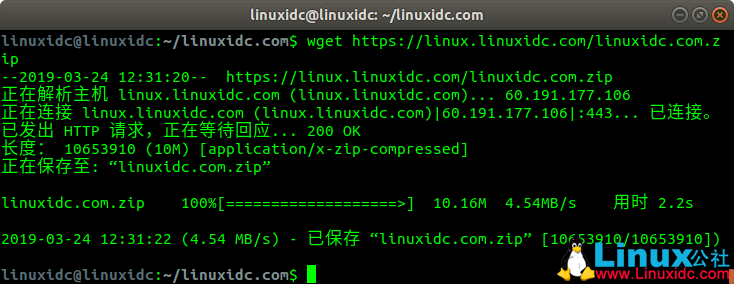 linuxidc@linuxidc: ~/linuxidc.com
linuxidc@linuxidc:~/linuxidc.com$ wget https://linux.linuxidc.com/linuxidc.com.z
ip
--2019-03-24 12:31:20--  https://linux.linuxidc.com/linuxidc.com.zip
正在解析主机 linux.linuxidc.com (linux.linuxidc.com)... 60.191.177.106
正在连接 linux.linuxidc.com (linux.linuxidc.com)|60.191.177.106|:443... 已连接。
已发出 HTTP 请求，正在等待回应... 200 OK
长度： 10653910 (10M) [application/x-zip-compressed]
正在保存至: “linuxidc.com.zip”
linuxidc.com.zip    100%[===================>]  10.16M  4.54MB/s    用时 2.2s
2019-03-24 12:31:22 (4.54 MB/s) - 已保存 “linuxidc.com.zip” [10653910/10653910])
linuxidc@linuxidc:~/linuxidc.com$
Linux公社
www.Linuxidc.com